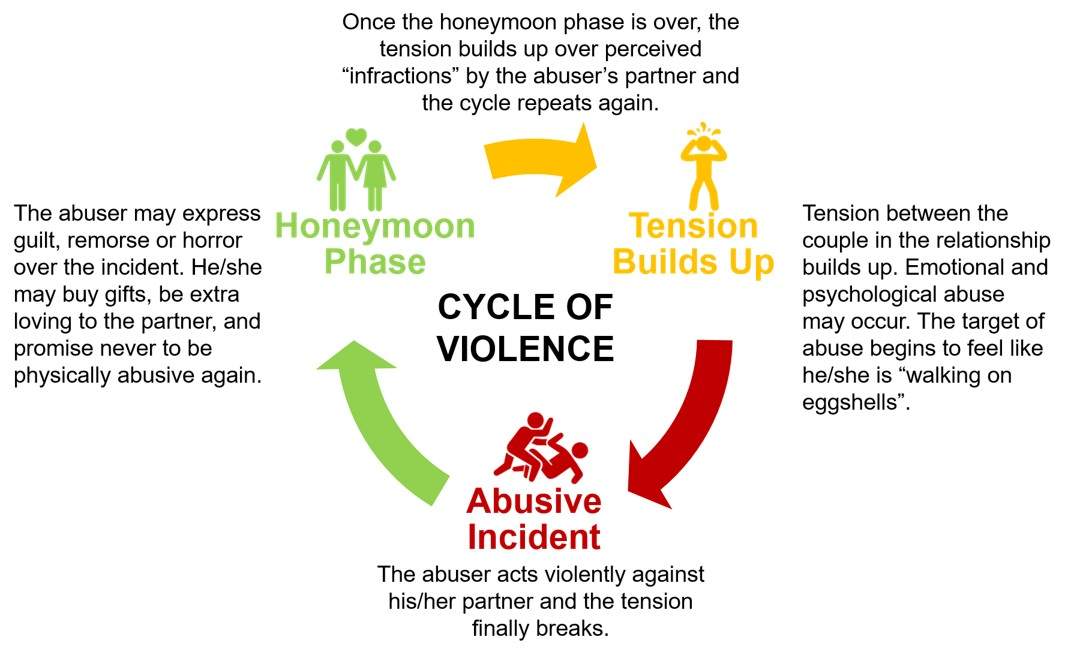 Once the honeymoon phase is over, the
tension builds up over perceived
“infractions” by the abuser’s partner and
the cycle repeats again.
Honeymoon
Phase
The abuser may express
guilt, remorse or horror
over the incident. He/she
may buy gifts, be extra
loving to the partner, and
promise never to be
physically abusive again.
Tension
Builds Up
Tension between the
couple in the relationship
builds up. Emotional and
psychological abuse
may occur. The target of
abuse begins to feel like
he/she is “walking on
eggshells”.
CYCLE OF
VIOLENCE
Abusive
Incident
The abuser acts violently against
his/her partner and the tension
finally breaks.